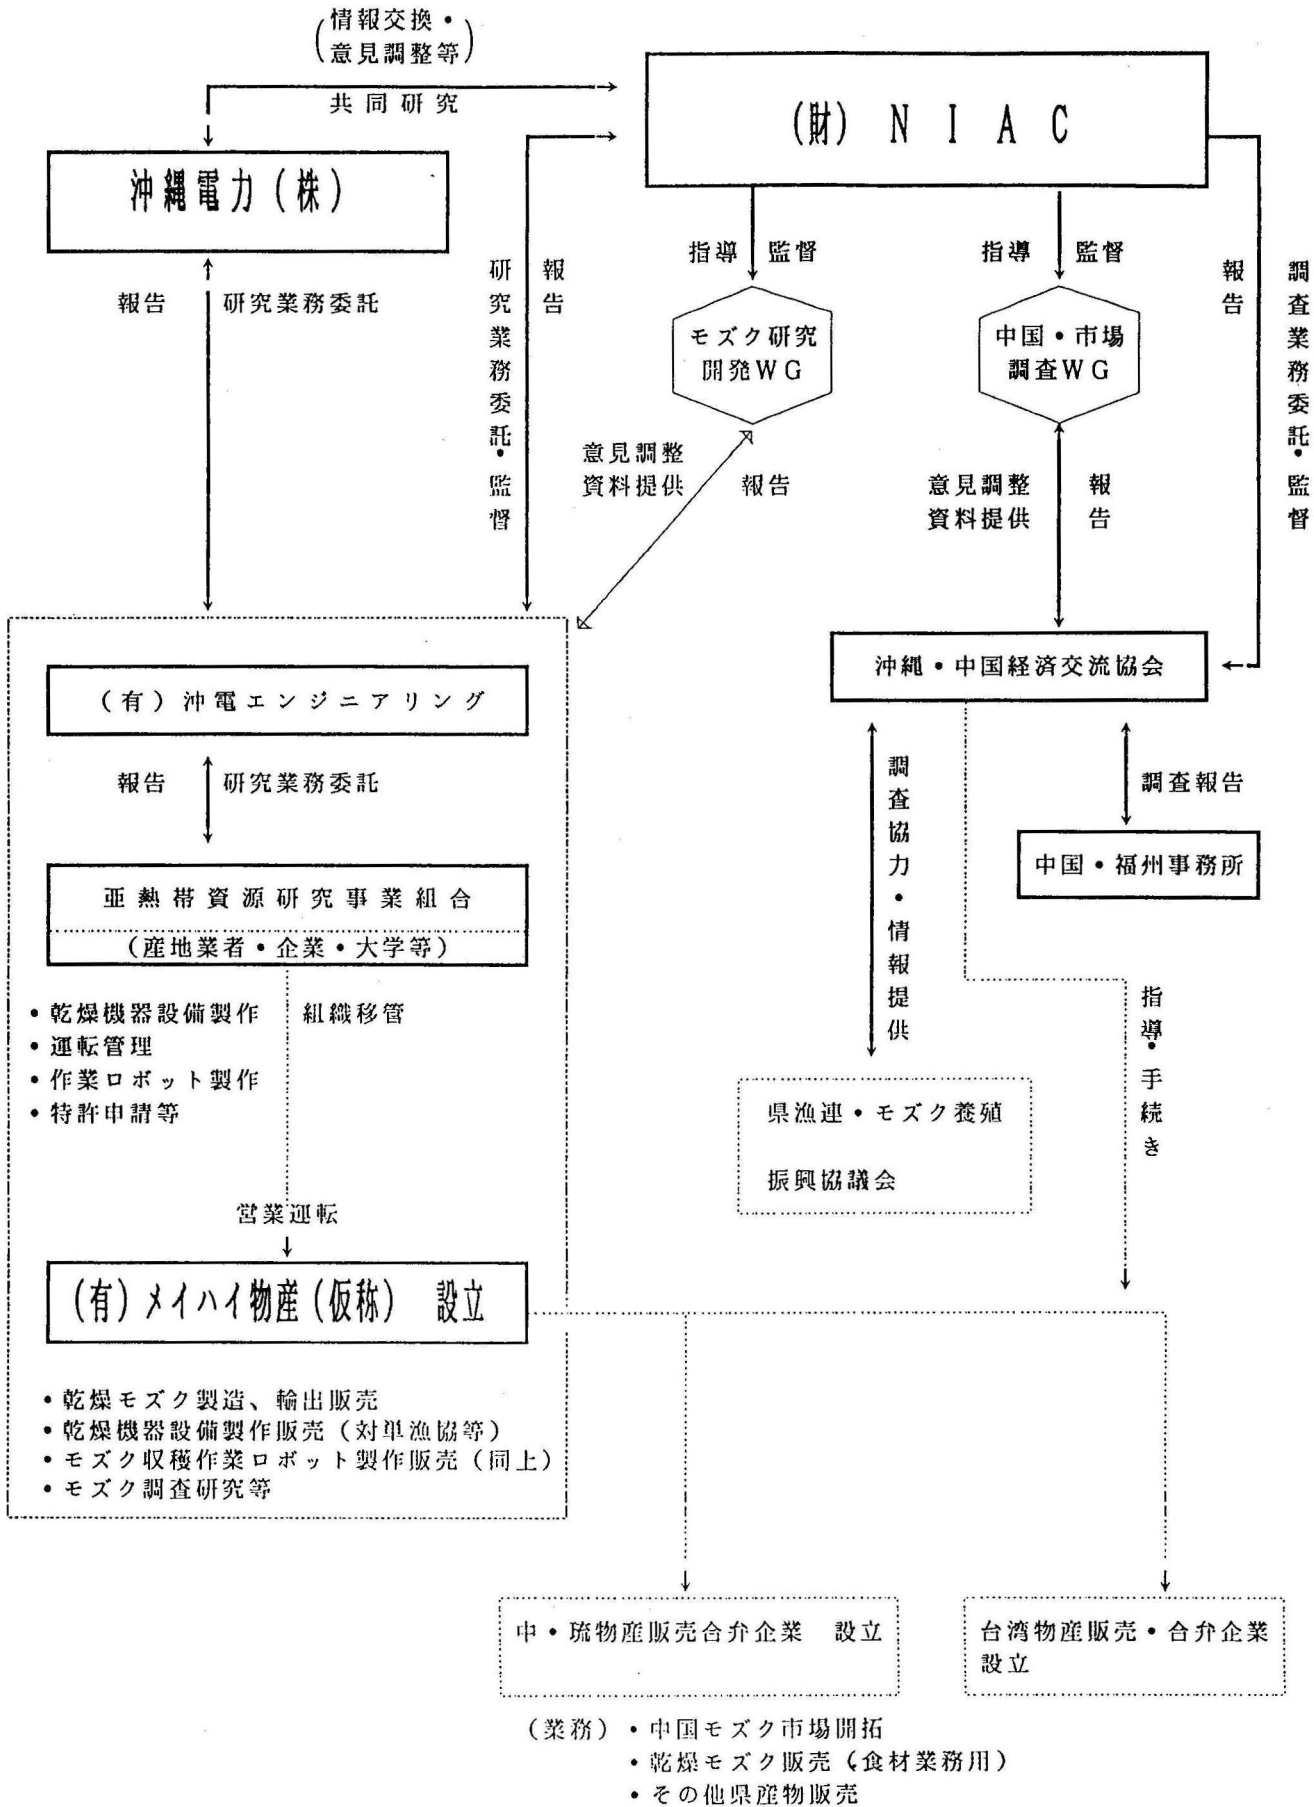 (情報交換・
意見調整等)
共同研究
(財) NIAC
沖縄電力(株)
報告 研究業務委託
研究業務委託・監督
報告
指導 監督
指導 監督
報告
調査業務委託・監督
モズク研究
開発WG
中国・市場
調査WG
意見調整
資料提供
報告
意見調整
資料提供
報告
(有)沖電エンジニアリング
報告 研究業務委託
亜熱帯資源研究事業組合
(産地業者・企業・大学等)
・乾燥機器設備製作
・運転管理
・作業ロボット製作
・特許申請等
組織移管
営業運転
(有)メイハイ物産(仮称) 設立
・乾燥モズク製造、輸出販売
・乾燥機器設備製作販売(対単漁協等)
・モズク収穫作業ロボット製作販売(同上)
・モズク調査研究等
沖縄・中国経済交流協会
調査協力・情報提供
調査報告
中国・福州事務所
指導・手続き
県漁連・モズク養殖
振興協議会
中・琉物産販売合弁企業 設立
台湾物産販売・合弁企業
設立
(業務)・中国モズク市場開拓
・乾燥モズク販売(食材業務用)
・その他県産物販売